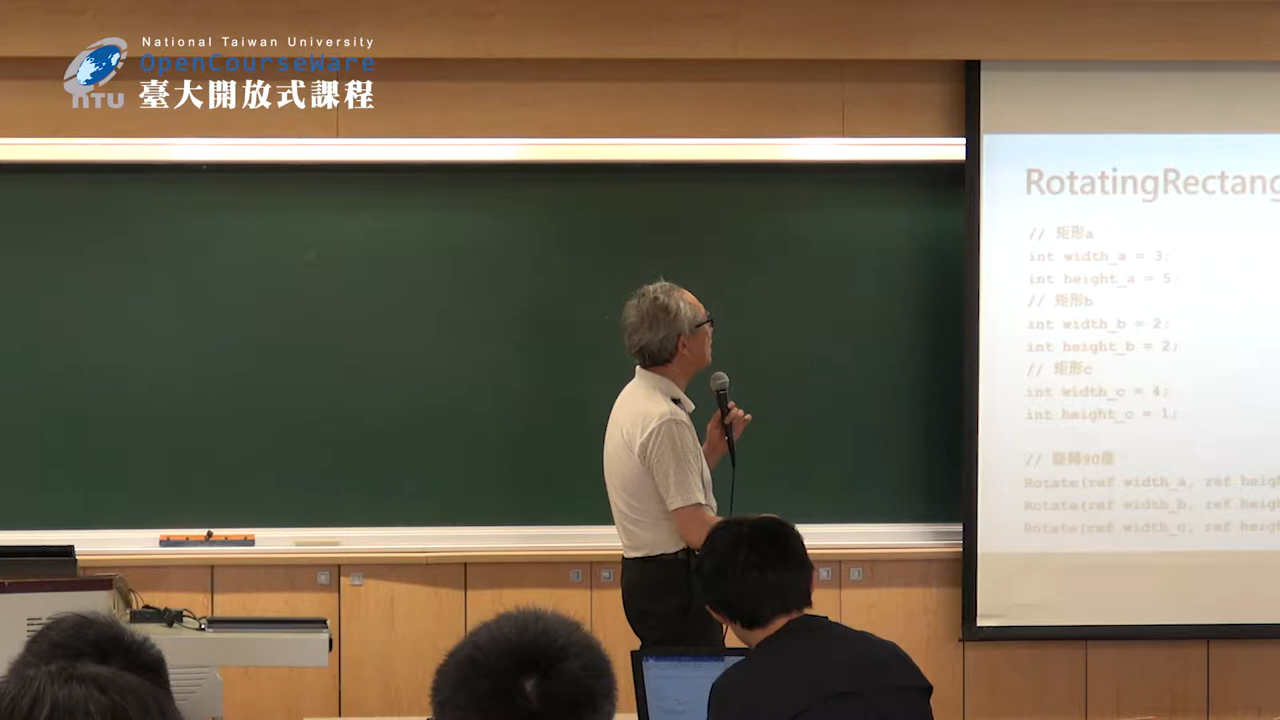 National Taiwan University
OpenCourseWare
臺大開放式課程
NTU
RotatingRectang
// 矩形a
int width_a = 3;
int height_a = 5;
// 矩形b
int width_b = 2;
int height_b = 2;
// 矩形c
int width_c = 4;
int height_c = 1;
// 旋轉90度
Rotate(ref width_a, ref heigh
Rotate(ref width_b, ref heigh
Rotate(ref width_c, ref heigh